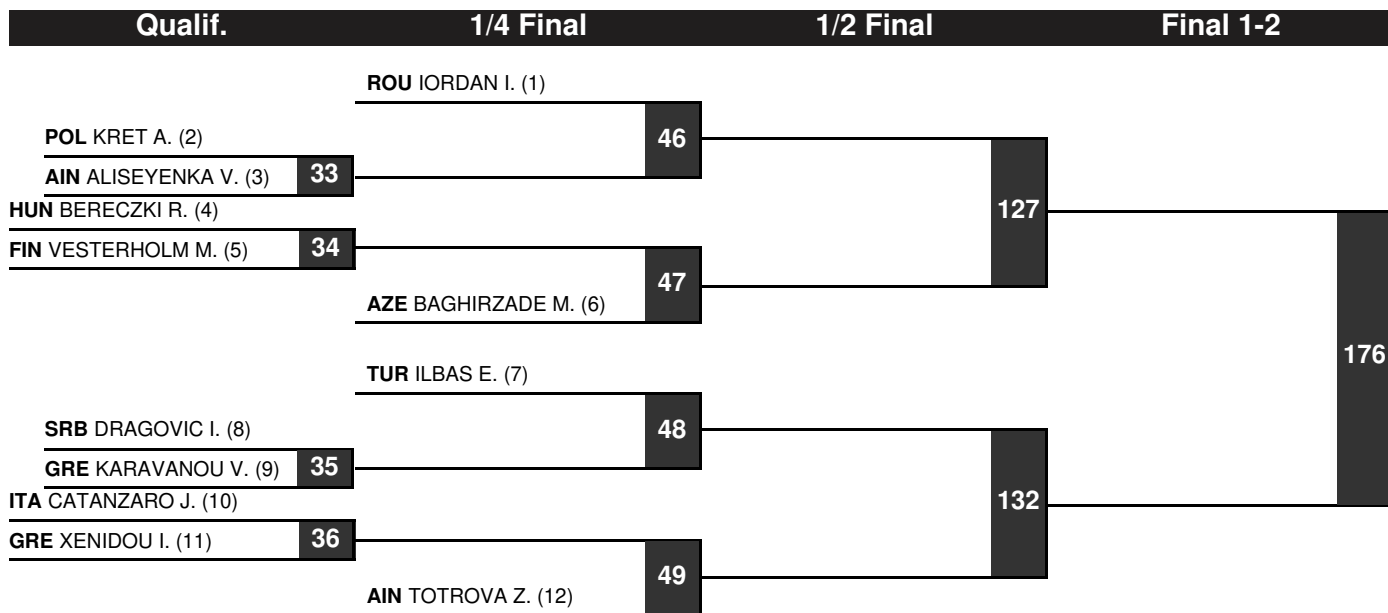 Qualif. 1/4 Final 1/2 Final Final 1-2
ROU IORDAN I. (1)
46
POL KRET A. (2)
33
AIN ALISEYENKA V. (3)
127
HUN BERECZKI R. (4)
34
FIN VESTERHOLM M. (5)
47
AZE BAGHIRZADE M. (6)
176
TUR ILBAS E. (7)
48
SRB DRAGOVIC I. (8)
35
GRE KARAVANOU V. (9)
132
ITA CATANZARO J. (10)
36
GRE XENIDOU I. (11)
49
AIN TOTROVA Z. (12)